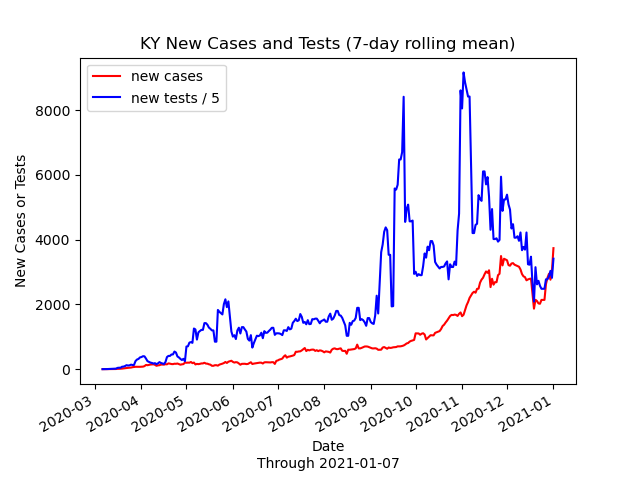 KY New Cases and Tests (7-day rolling mean)
new cases
new tests / 5
8000
6000
4000
2000
0
New Cases or Tests
2020-03
2020-04
2020-05
2020-06
2020-07
2020-08
2020-09
2020-10
2020-11
2020-12
2021-01
Date
Through 2021-01-07